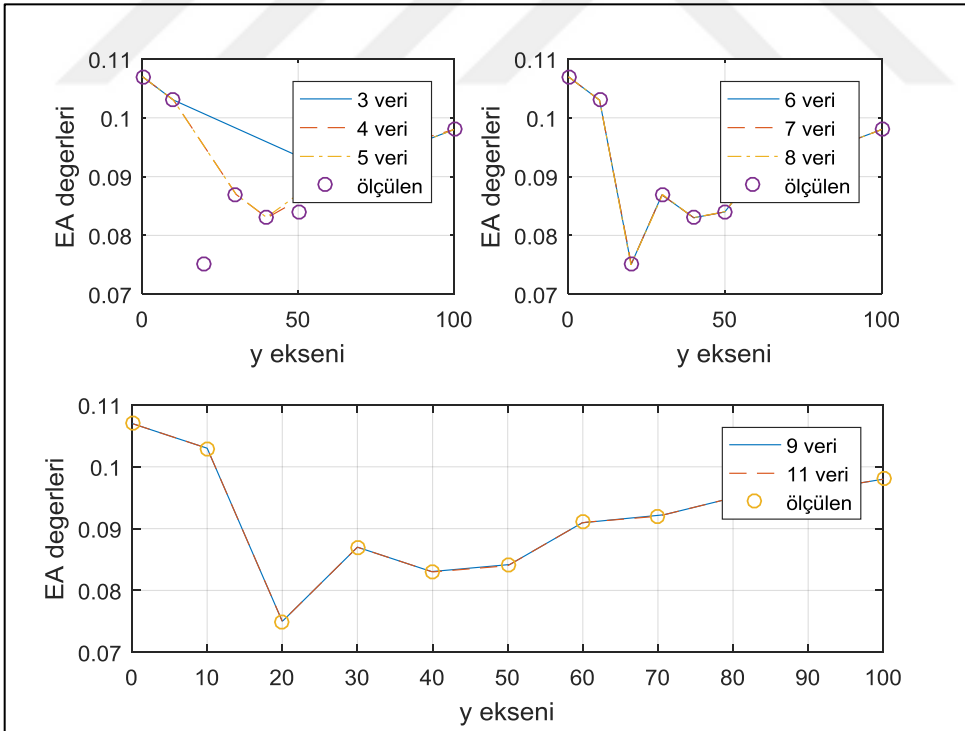 0.11
0.1
0.09
0.08
0.07
EA degerleri
0 50 100
y ekseni
3 veri
4 veri
5 veri
ölçülen
0.11
0.1
0.09
0.08
0.07
EA degerleri
0 50 100
y ekseni
6 veri
7 veri
8 veri
ölçülen
0.11
0.1
0.09
0.08
0.07
EA degerleri
0 10 20 30 40 50 60 70 80 90 100
y ekseni
9 veri
11 veri
ölçülen